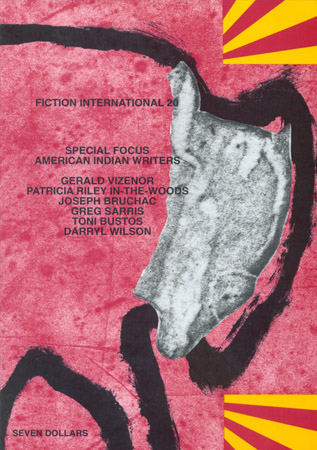 FICTION INTERNATIONAL 20
SPECIAL FOCUS
AMERICAN INDIAN WRITERS
GERALD VIZENOR
PATRICIA RILEY IN-THE-WOODS
JOSEPH BRUCHAC
GREG SARRIS
TONI BUSTOS
DARRYL WILSON
SEVEN DOLLARS